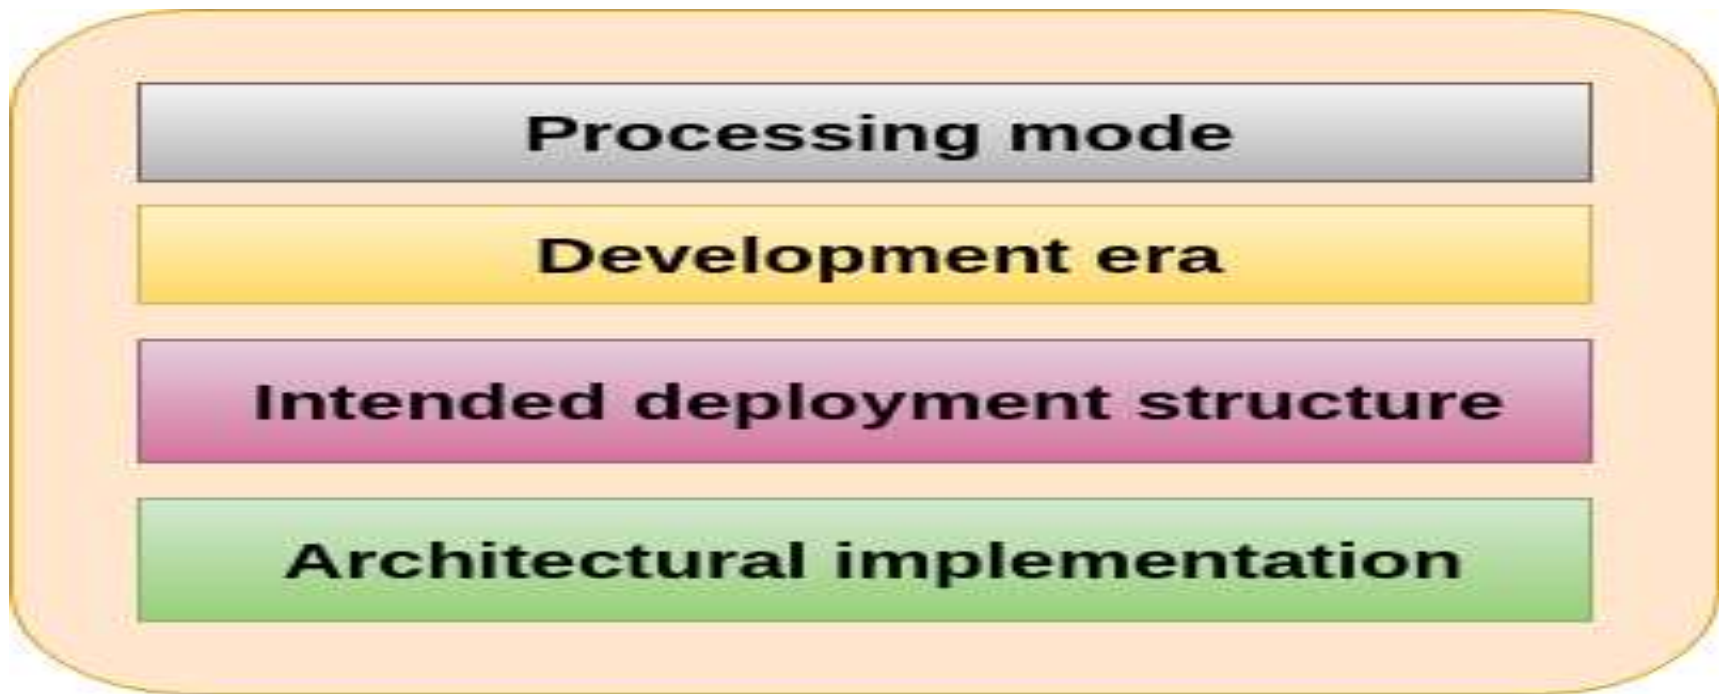 Processing mode
Development era
Intended deployment structure
Architectural implementation